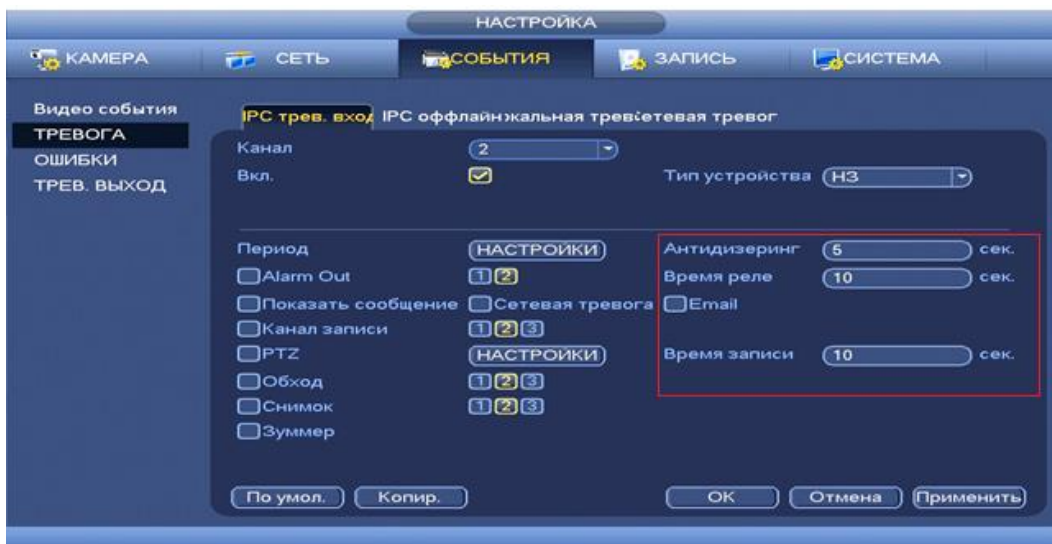 НАСТРОЙКА
КАМЕРА СЕТЬ СОБЫТИЯ ЗАПИСЬ СИСТЕМА
Видео события
ТРЕВОГА
ОШИБКИ
ТРЕВ. ВЫХОД
IPC трев. вход IPC оффлайн жальная трев сетевая тревог
Канал 2
Вкл. Тип устройства НЗ
Период НАСТРОЙКИ Антидизеринг 5 сек.
Alarm Out 1 2 Время реле 10 сек.
Показать сообщение Сетевая тревога Email
Канал записи 1 2 3
PTZ НАСТРОЙКИ Время записи 10 сек.
Обход 1 2 3
Снимок 1 2 3
Зуммер
По умол. Копир. OK Отмена Применить